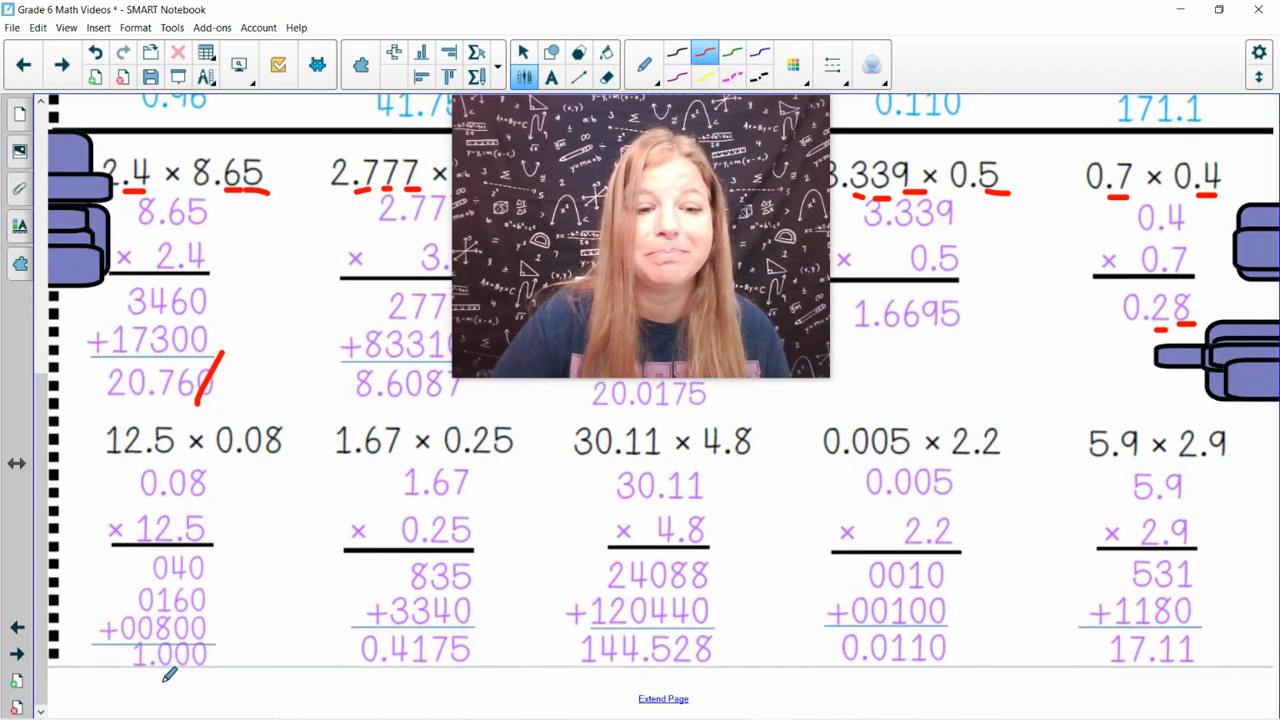 Grade 6 Math Videos * - SMART Notebook
File Edit View Insert Format Tools Add-ons Account Help
0.96 41.75 0.110 171.1
2.4 × 8.65 2.777 × 3.339 × 0.5 0.7 × 0.4
8.65 2.77 3.339 0.4
× 2.4 × 3. × 0.5 × 0.7
3460 277 1.6695 0.28
+17300 +8331
20.760 8.6087 20.0175
12.5 × 0.08 1.67 × 0.25 30.11 × 4.8 0.005 × 2.2 5.9 × 2.9
0.08 1.67 30.11 0.005 5.9
× 12.5 × 0.25 × 4.8 × 2.2 × 2.9
040 835 24088 0010 531
0160
+00800 +3340 +120440 +00100 +1180
1.000 0.4175 144.528 0.0110 17.11
Extend Page